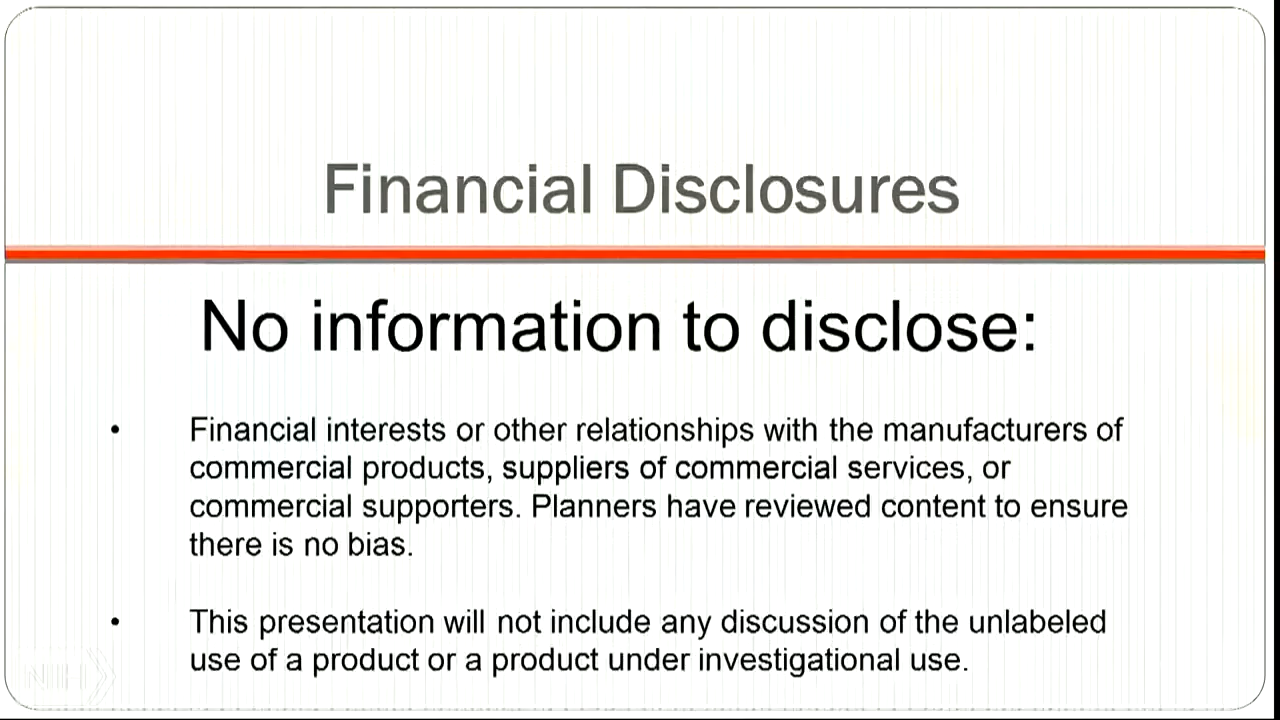 Financial Disclosures
No information to disclose:
• Financial interests or other relationships with the manufacturers of
commercial products, suppliers of commercial services, or
commercial supporters. Planners have reviewed content to ensure
there is no bias.
• This presentation will not include any discussion of the unlabeled
use of a product or a product under investigational use.
NIH